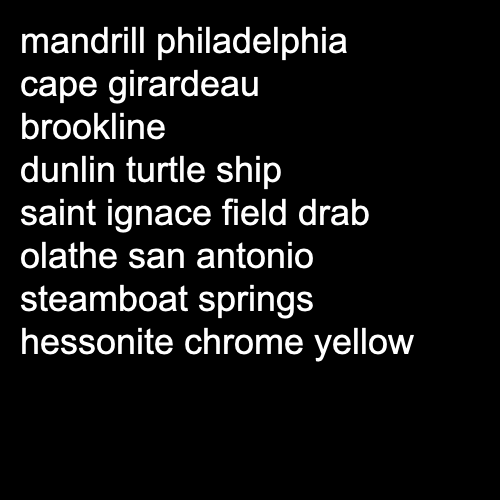 mandrill philadelphia
cape girardeau
brookline
dunlin turtle ship
saint ignace field drab
olathe san antonio
steamboat springs
hessonite chrome yellow